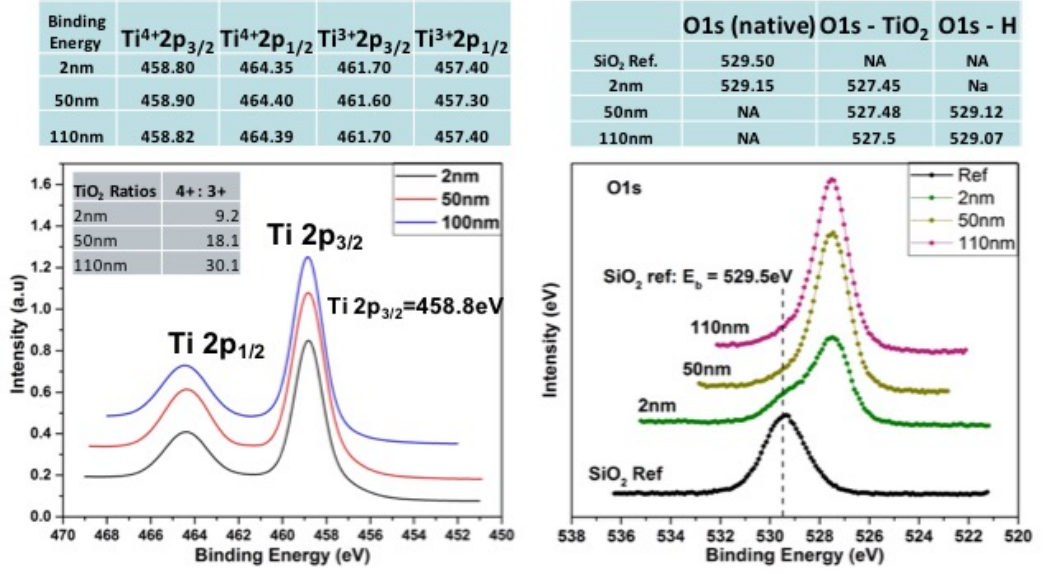 Binding Energy Ti4+2p3/2 Ti4+2p1/2 Ti3+2p3/2 Ti3+2p1/2
2nm 458.80 464.35 461.70 457.40
50nm 458.90 464.40 461.60 457.30
110nm 458.82 464.39 461.70 457.40
O1s (native) O1s - TiO2 O1s - H
SiO2 Ref. 529.50 NA NA
2nm 529.15 527.45 Na
50nm NA 527.48 529.12
110nm NA 527.5 529.07
TiO2 Ratios 4+ : 3+
2nm 9.2
50nm 18.1
110nm 30.1
2nm
50nm
100nm
Ti 2p3/2
Ti 2p3/2=458.8eV
Ti 2p1/2
Intensity (a.u)
1.6
1.4
1.2
1.0
0.8
0.6
0.4
0.2
0.0
470 468 466 464 462 460 458 456 454 452 450
Binding Energy (eV)
O1s
Ref
2nm
50nm
110nm
SiO2 ref: Eb = 529.5eV
110nm
50nm
2nm
SiO2 Ref
Intensity (eV)
538 536 534 532 530 528 526 524 522 520
Binding Energy (eV)